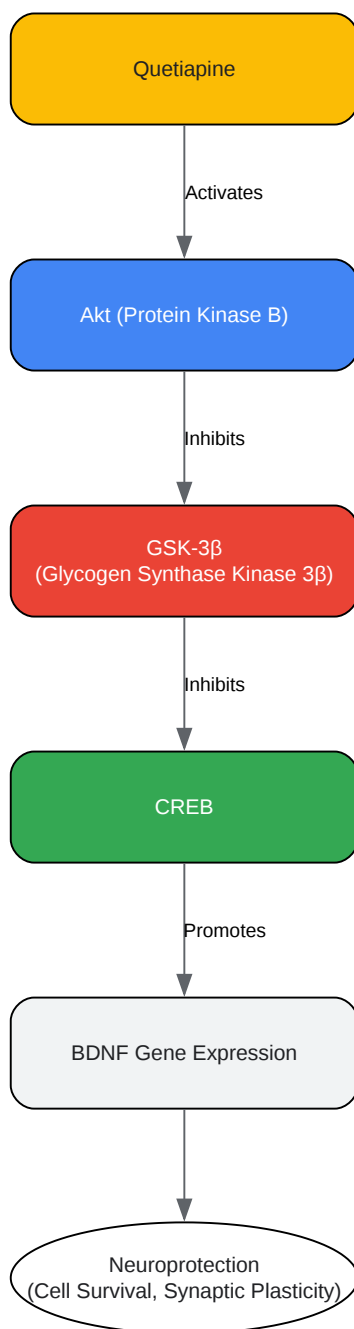 Quetiapine
Activates
Akt (Protein Kinase B)
Inhibits
GSK-3β
(Glycogen Synthase Kinase 3β)
Inhibits
CREB
Promotes
BDNF Gene Expression
Neuroprotection
(Cell Survival, Synaptic Plasticity)